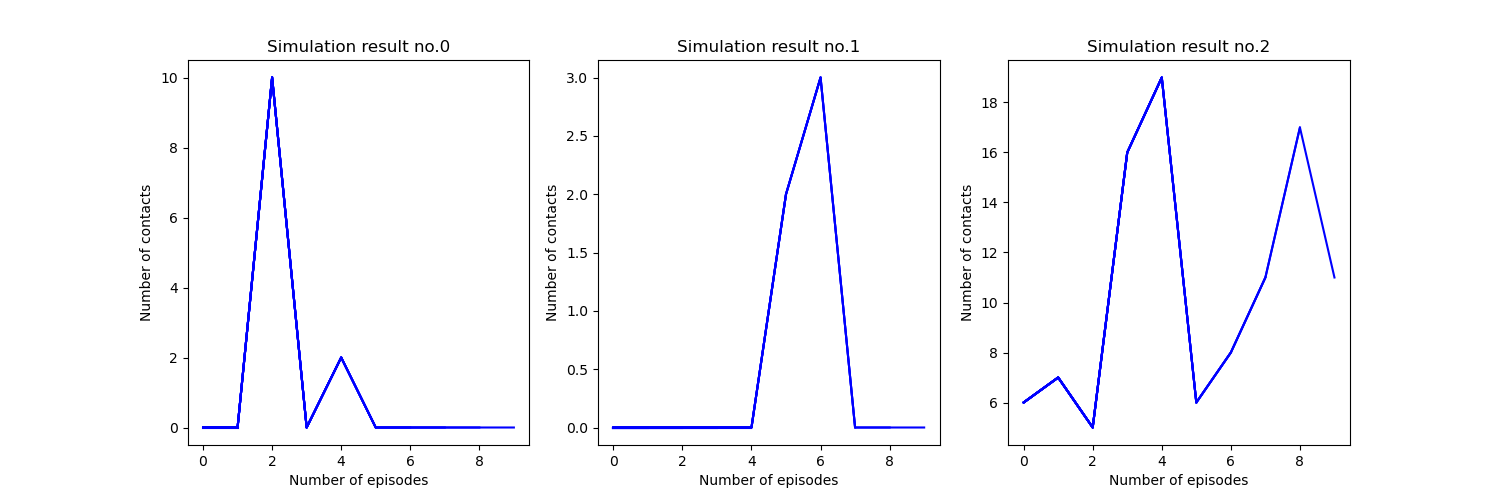 Simulation result no.0
Simulation result no.1
Simulation result no.2
Number of contacts
10
8
6
4
2
0
0 2 4 6 8
Number of episodes
Number of contacts
3.0
2.5
2.0
1.5
1.0
0.5
0.0
0 2 4 6 8
Number of episodes
Number of contacts
18
16
14
12
10
8
6
0 2 4 6 8
Number of episodes